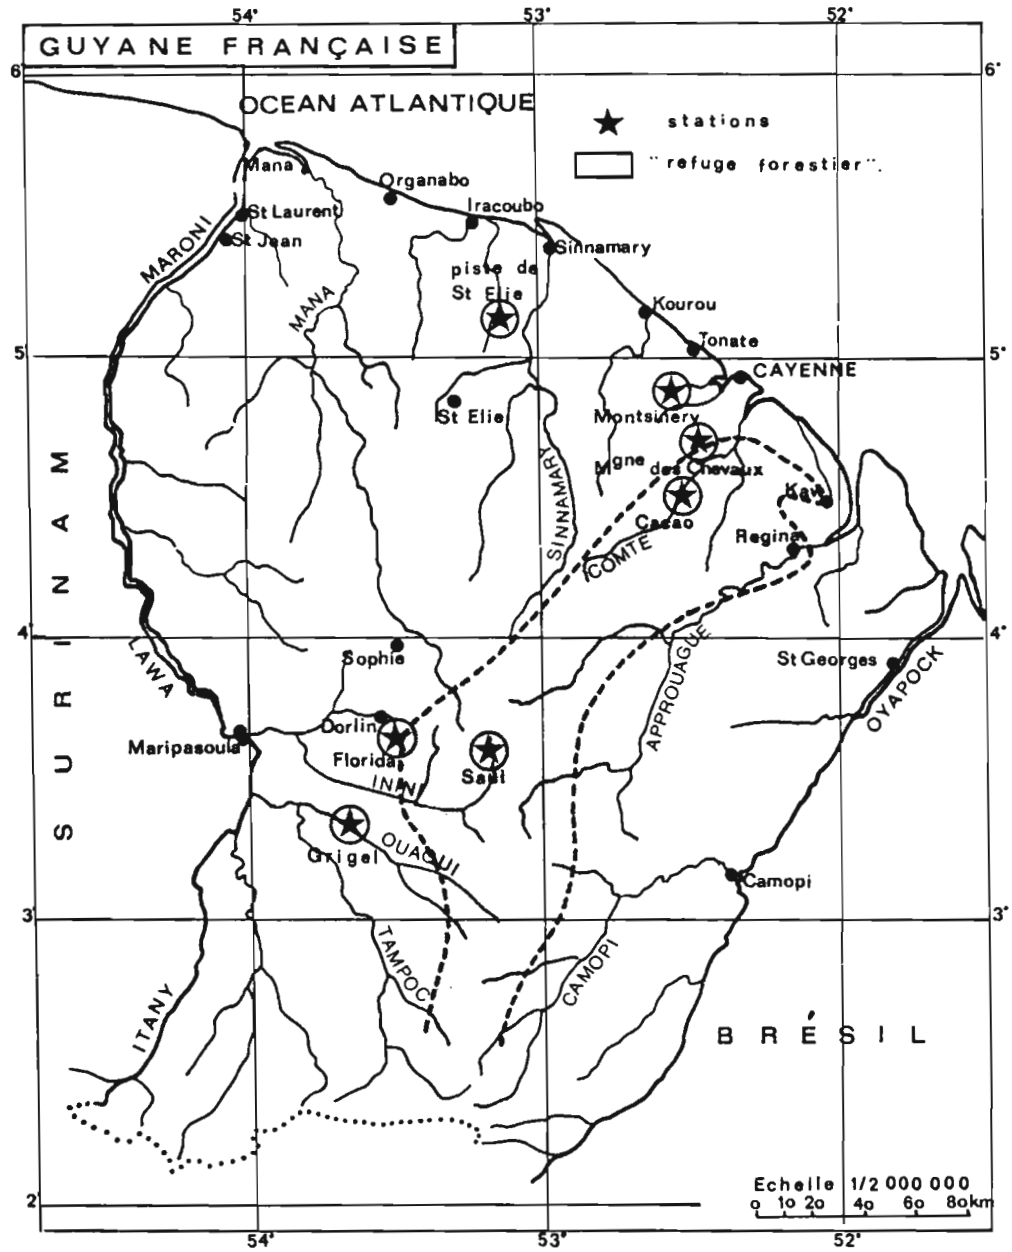 54° 53° 52°
GUYANE FRANÇAISE
6° 6°
OCEAN ATLANTIQUE
stations
"refuge forestier".
Mana
Organabo
Iracoubo
St Laurent
St Jean
Sinnamary
MARONI
piste de
St Elie
MANA
Kourou
Tonate
5° 5°
CAYENNE
St Elie
Montsinery
Mgne des Chevaux
SINNAMARY
Kaw
Cacao
Regina
COMTE
SURINAM
4° 4°
LAWA
Sophie
St Georges
OYAPOCK
APPROUAGUE
Dorlin
Maripasoula
Florida
Saül
ININI
Grigel
OUAQUI
Camopi
3° 3°
TAMPOC
CAMOPI
ITANY
BRÉSIL
Echelle 1/2 000 000
0 10 20 40 60 80km
2°
54° 53° 52°